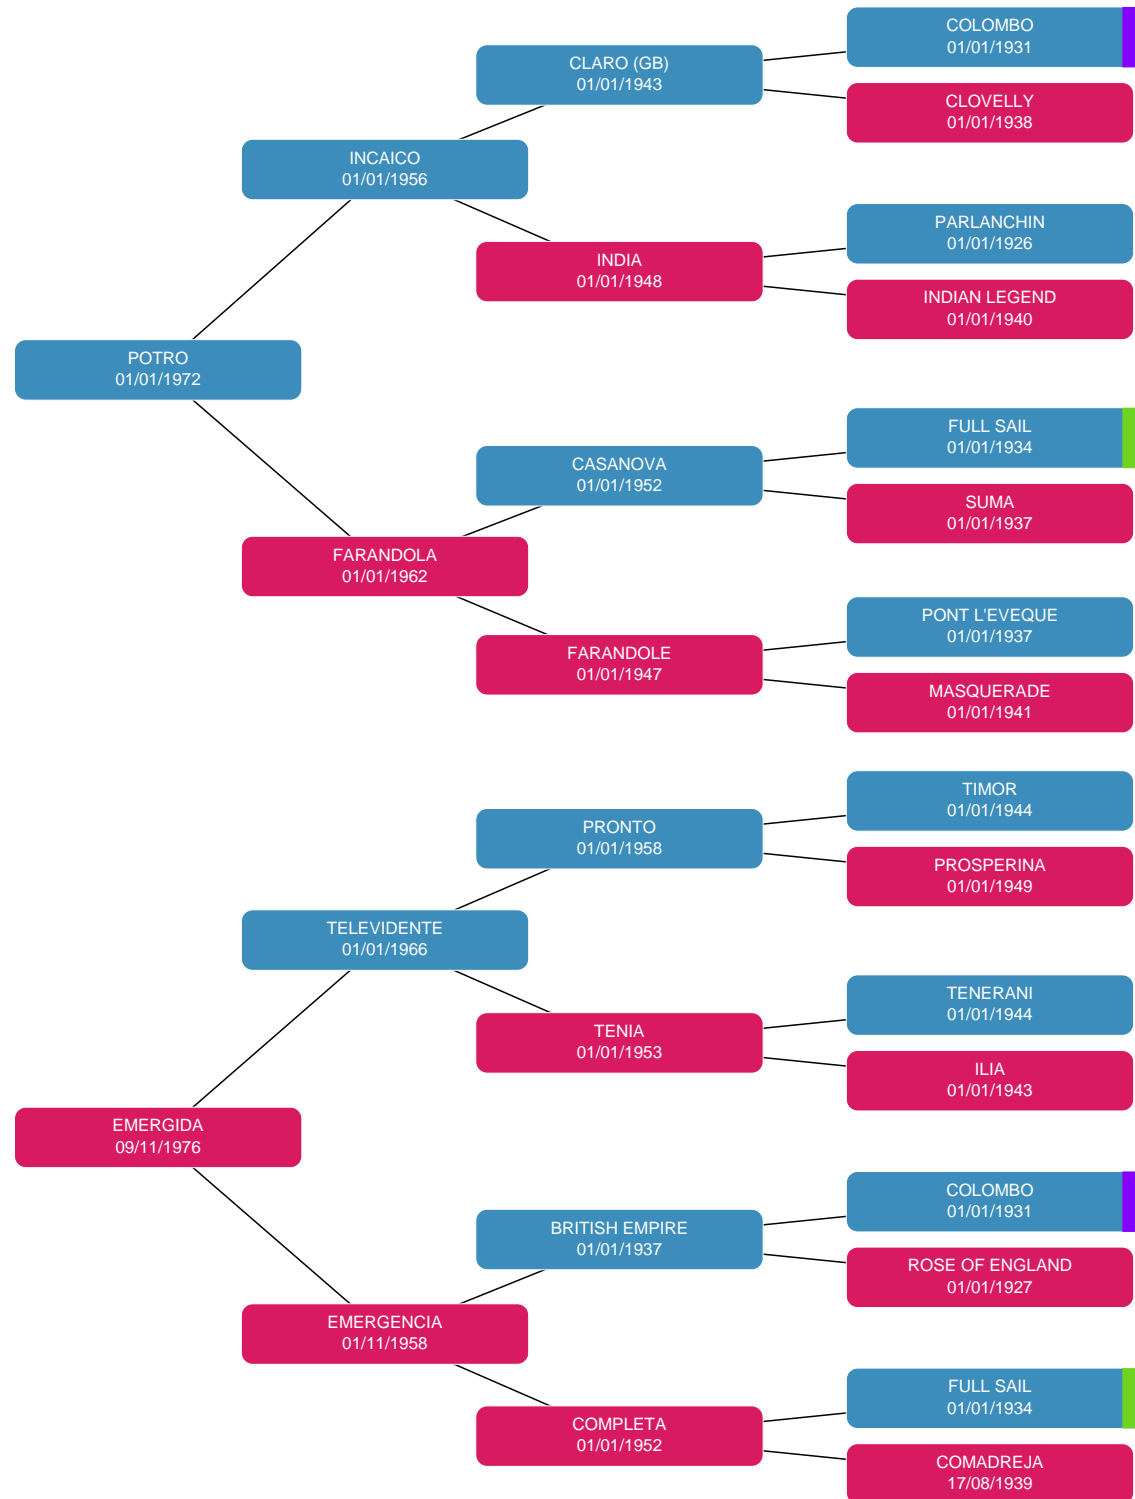 COLOMBO
01/01/1931
CLARO (GB)
01/01/1943
CLOVELLY
01/01/1938
INCAICO
01/01/1956
PARLANCHIN
01/01/1926
INDIA
01/01/1948
INDIAN LEGEND
01/01/1940
POTRO
01/01/1972
FULL SAIL
01/01/1934
CASANOVA
01/01/1952
SUMA
01/01/1937
FARANDOLA
01/01/1962
PONT L'EVEQUE
01/01/1937
FARANDOLE
01/01/1947
MASQUERADE
01/01/1941
TIMOR
01/01/1944
PRONTO
01/01/1958
PROSPERINA
01/01/1949
TELEVIDENTE
01/01/1966
TENERANI
01/01/1944
TENIA
01/01/1953
ILIA
01/01/1943
EMERGIDA
09/11/1976
COLOMBO
01/01/1931
BRITISH EMPIRE
01/01/1937
ROSE OF ENGLAND
01/01/1927
EMERGENCIA
01/11/1958
FULL SAIL
01/01/1934
COMPLETA
01/01/1952
COMADREJA
17/08/1939